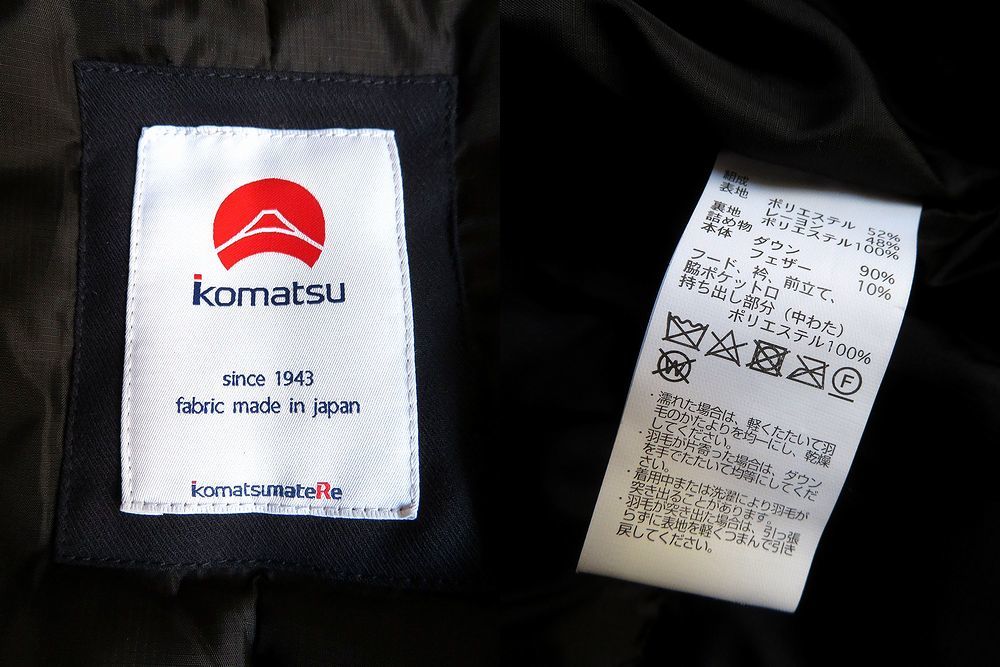 komatsu
since 1943
fabric made in japan
komatsumateRe
組成
表地 ポリエステル 52%
レーヨン 48%
裏地 ポリエステル100%
詰め物
本体 ダウン 90%
フェザー 10%
フード、衿、前立て、
脇ポケット口
持ち出し部分（中わた）
ポリエステル100%
W F
・濡れた場合は、軽くたたいて羽
毛のかたよりを均一にし、乾燥
してください。
・羽毛が片寄った場合は、ダウン
を手でたたいて均等にしてくだ
さい。
・着用中または洗濯により羽毛が
突き出ることがあります。
・羽毛が突き出た場合は、引っ張
らずに表地を軽くつまんで引き
戻してください。